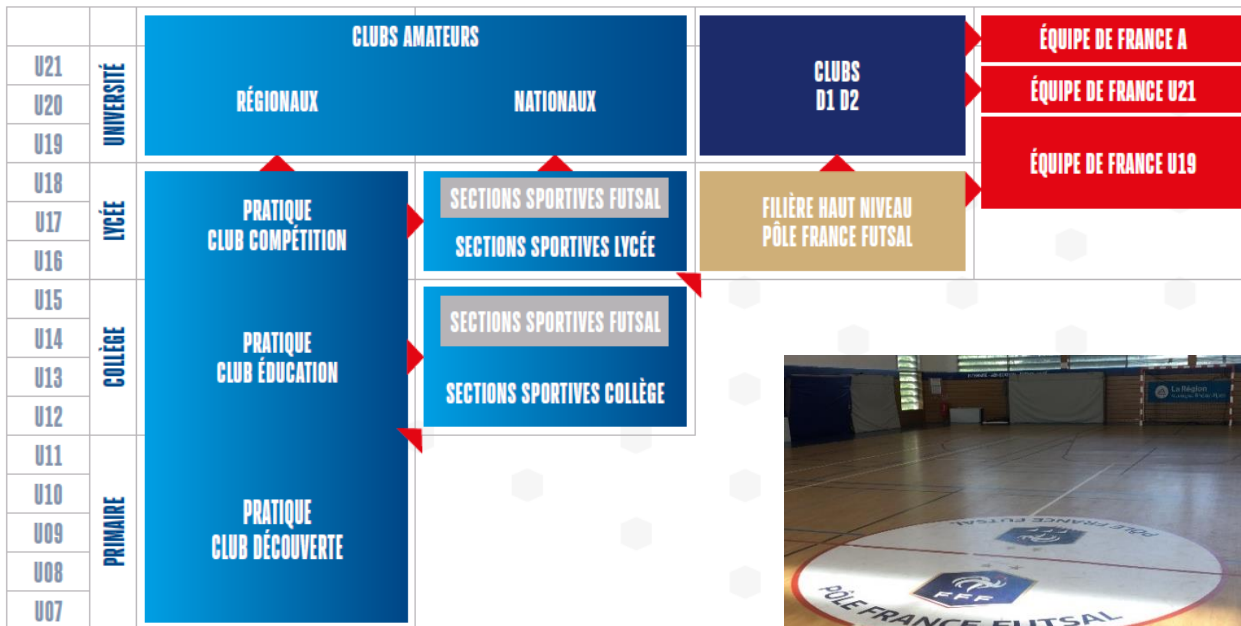 CLUBS AMATEURS
RÉGIONAUX
NATIONAUX
CLUBS
D1 D2
ÉQUIPE DE FRANCE A
ÉQUIPE DE FRANCE U21
ÉQUIPE DE FRANCE U19
U21
U20
U19
UNIVERSITÉ
U18
U17
U16
LYCÉE
PRATIQUE
CLUB COMPÉTITION
SECTIONS SPORTIVES FUTSAL
SECTIONS SPORTIVES LYCÉE
FILIÈRE HAUT NIVEAU
PÔLE FRANCE FUTSAL
U15
U14
U13
U12
COLLÈGE
PRATIQUE
CLUB ÉDUCATION
SECTIONS SPORTIVES FUTSAL
SECTIONS SPORTIVES COLLÈGE
U11
U10
U09
U08
U07
PRIMAIRE
PRATIQUE
CLUB DÉCOUVERTE
La Région
PÔLE FRANCE FUTSAL
FFF
PÔLE FRANCE FUTSAL